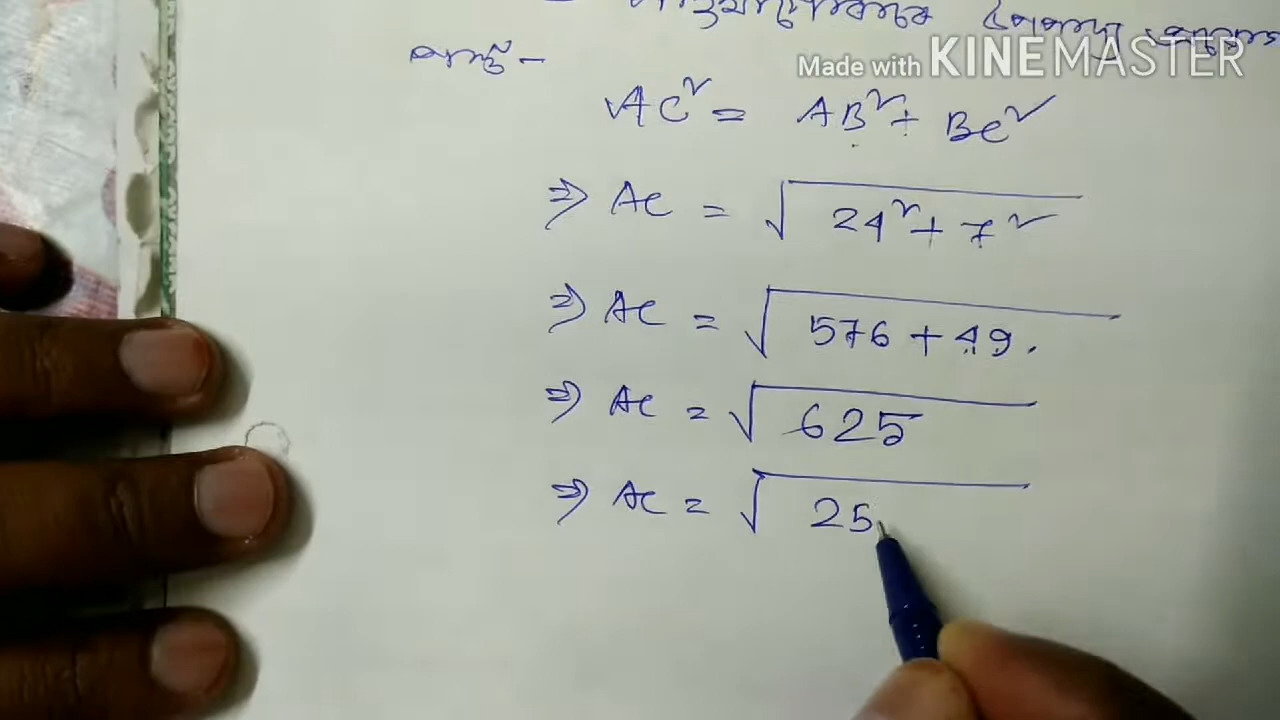 Made with KINEMASTER
AC² = AB² + BC²
⇒ AC = √24² + 7²
⇒ AC = √576 + 49.
⇒ AC = √625
⇒ AC = √25